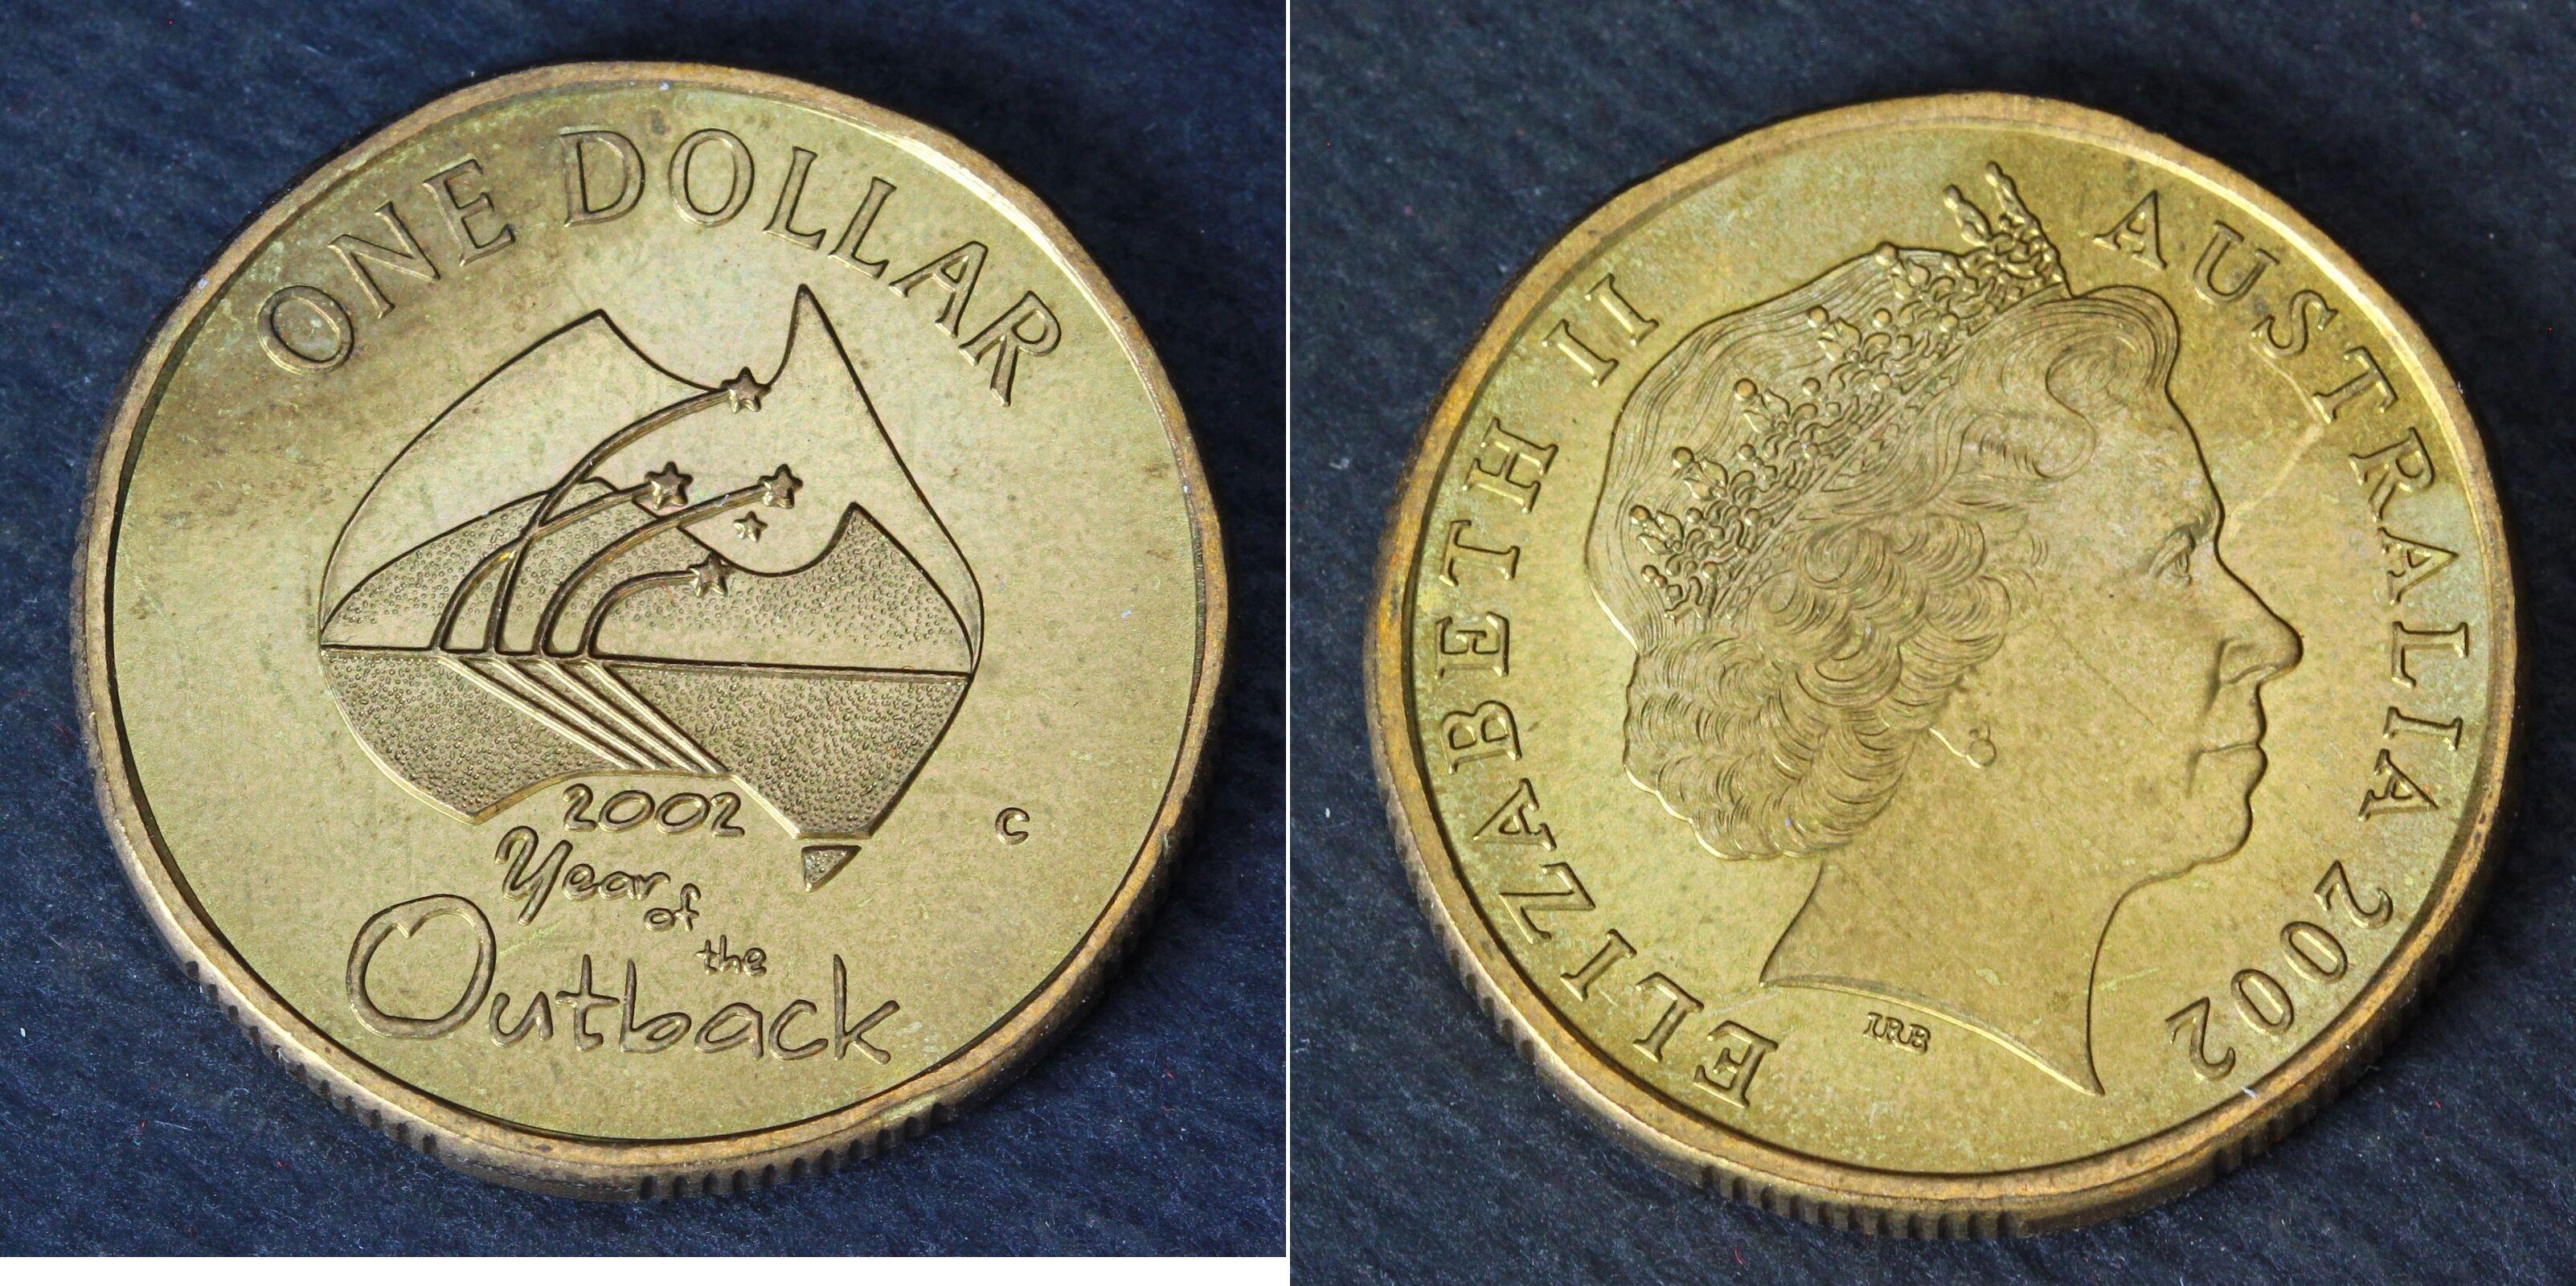 ONE DOLLAR
2002
Year
of
the
Outback
C
ELIZABETH II
AUSTRALIA 2002
IRB